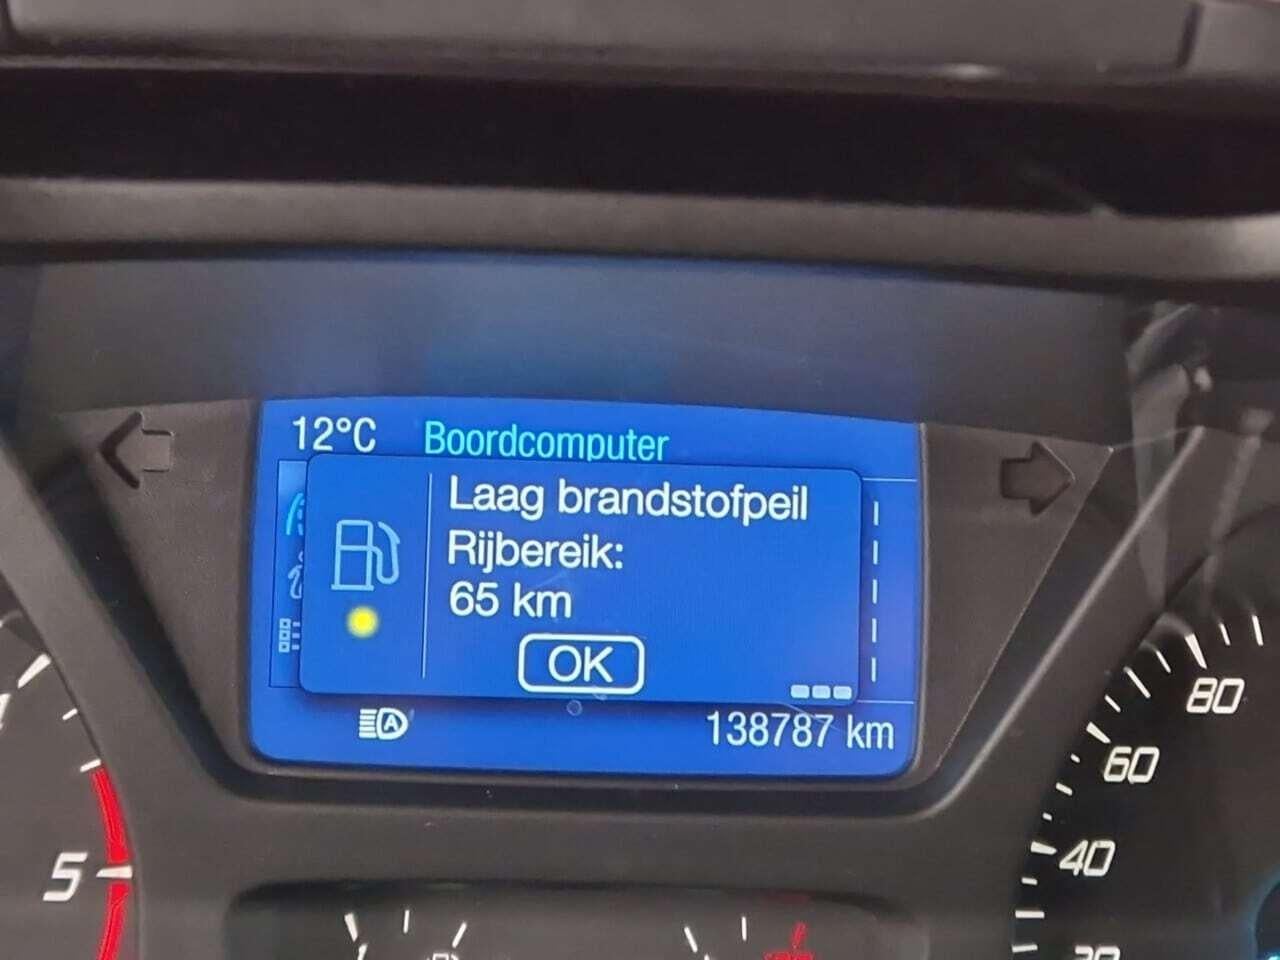 12°C Boordcomputer
Laag brandstofpeil
Rijbereik:
65 km
OK
A
138787 km
80
60
40
5